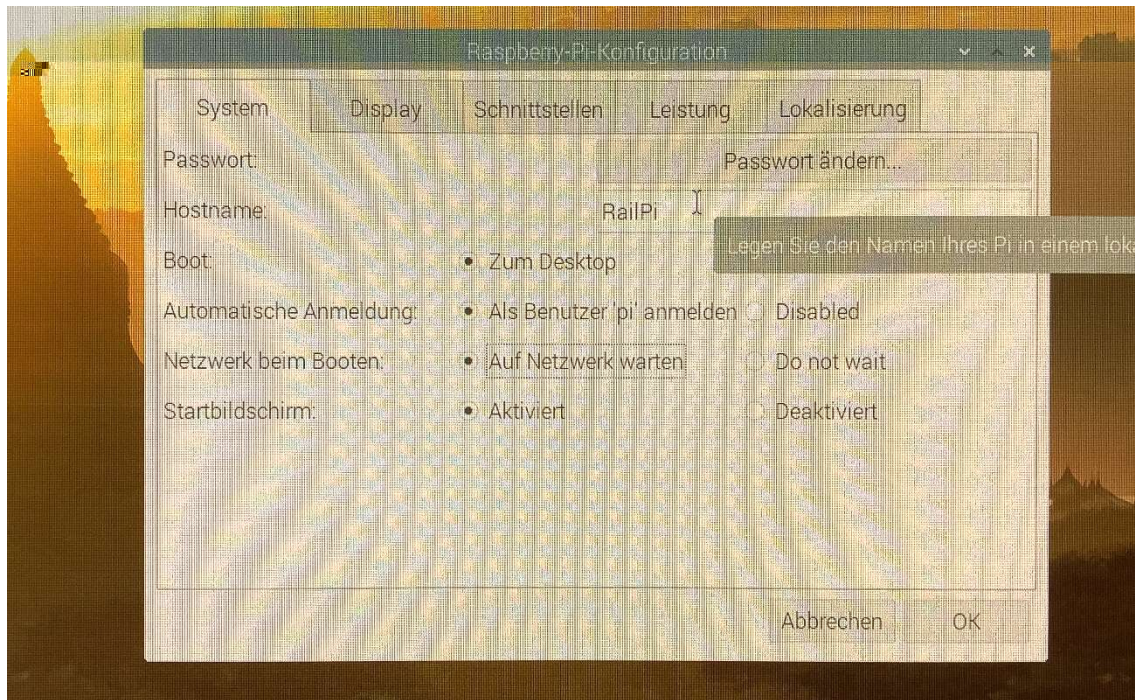 Raspberry-Pi-Konfiguration
System Display Schnittstellen Leistung Lokalisierung
Passwort: Passwort ändern...
Hostname: RailPi
Legen Sie den Namen Ihres Pi in einem
Boot: Zum Desktop
Automatische Anmeldung: Als Benutzer 'pi' anmelden Disabled
Netzwerk beim Booten: Auf Netzwerk warten Do not wait
Startbildschirm: Aktiviert Deaktiviert
Abbrechen OK